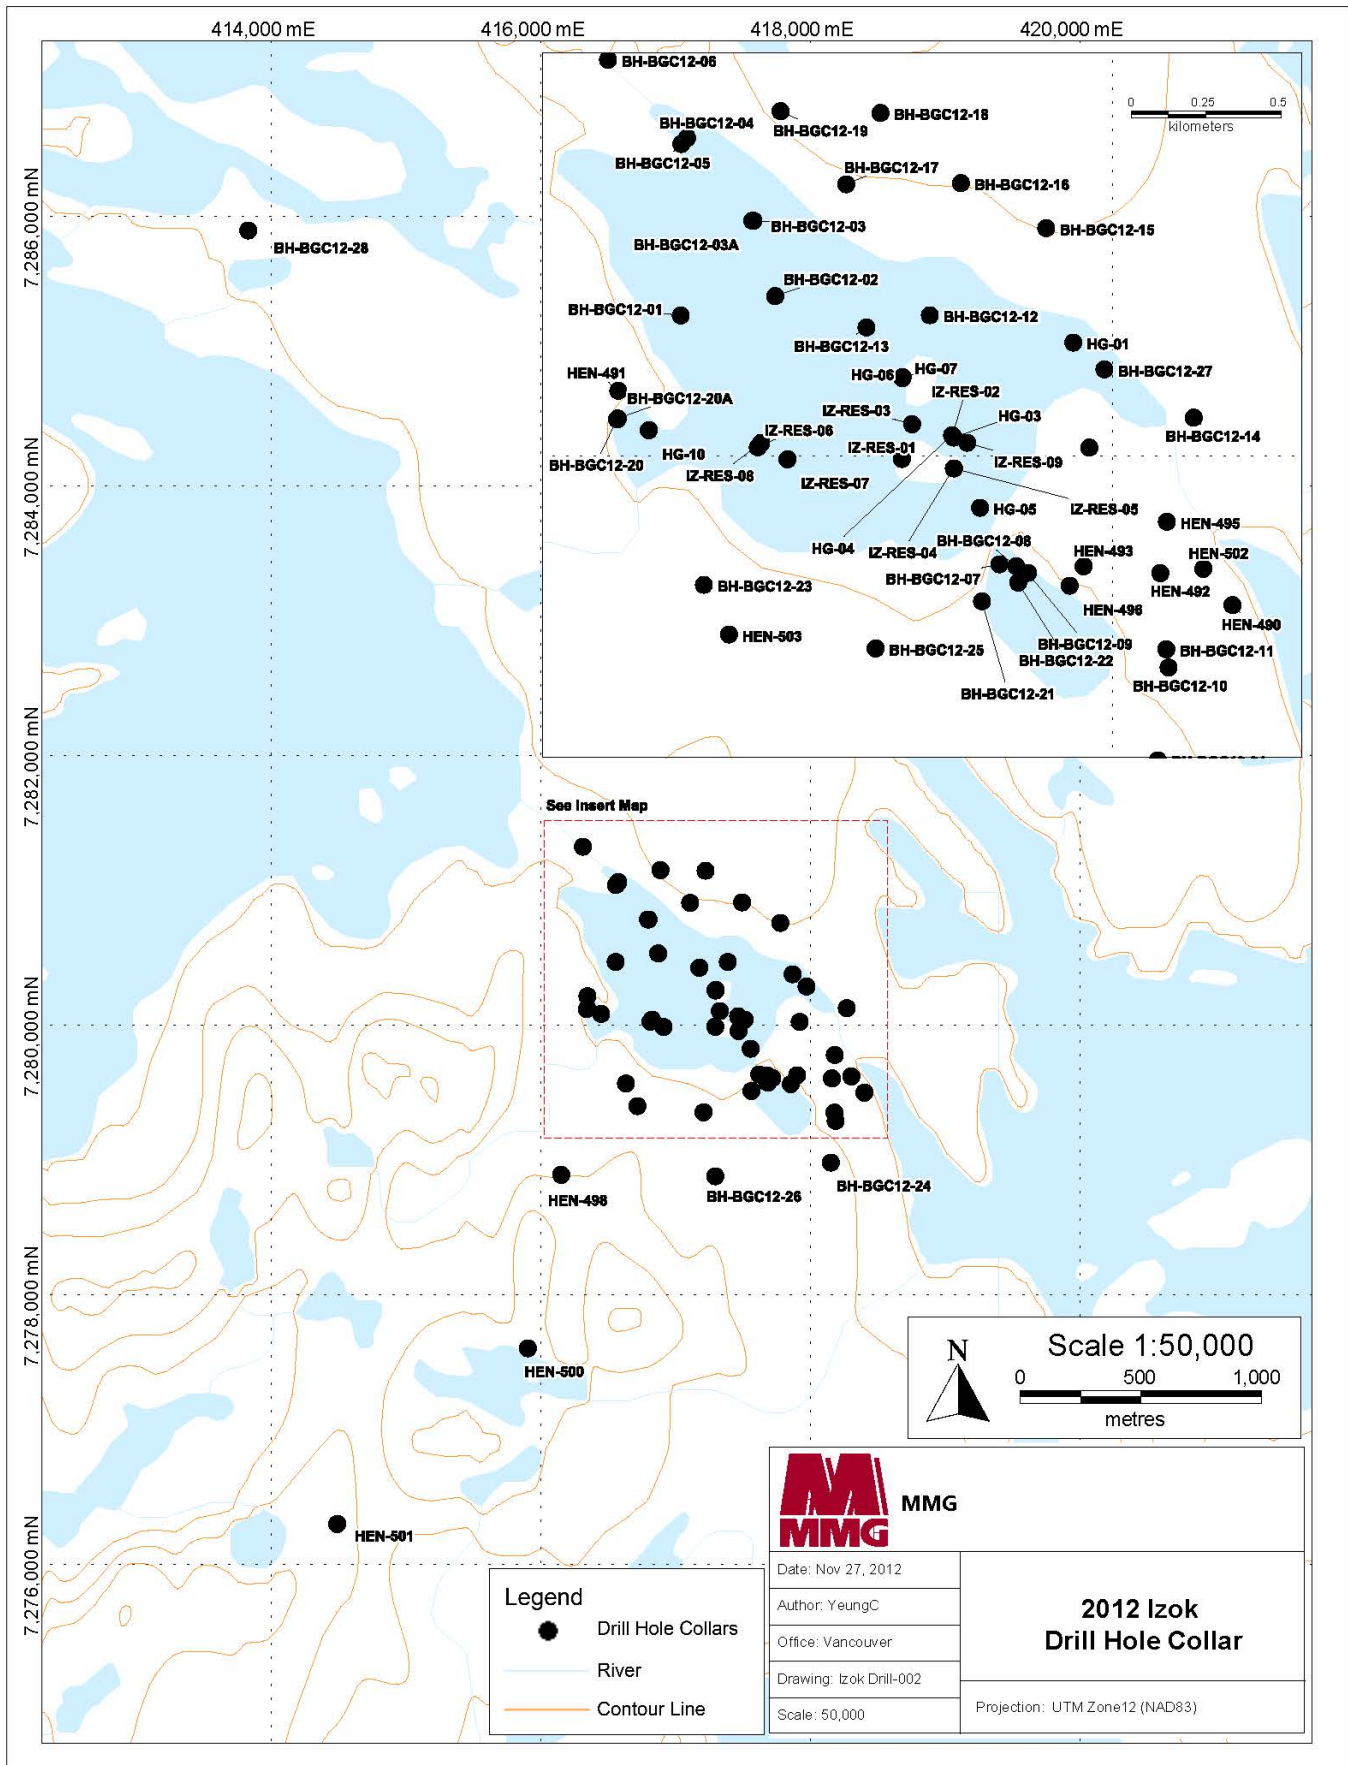 414,000 mE
416,000 mE
418,000 mE
420,000 mE
7,286,000 mN
7,284,000 mN
7,282,000 mN
7,280,000 mN
7,278,000 mN
7,276,000 mN
BH-BGC12-28
BH-BGC12-06
0 0.25 0.5
kilometers
BH-BGC12-04
BH-BGC12-19
BH-BGC12-18
BH-BGC12-05
BH-BGC12-17
BH-BGC12-16
BH-BGC12-03
BH-BGC12-15
BH-BGC12-03A
BH-BGC12-02
BH-BGC12-01
BH-BGC12-12
BH-BGC12-13
HG-01
HEN-491
HG-06
HG-07
BH-BGC12-27
BH-BGC12-20A
IZ-RES-02
IZ-RES-03
HG-03
IZ-RES-06
BH-BGC12-14
HG-10
IZ-RES-01
BH-BGC12-20
IZ-RES-09
IZ-RES-08
IZ-RES-07
HG-05
IZ-RES-05
HEN-495
HG-04
IZ-RES-04
BH-BGC12-08
HEN-493
HEN-502
BH-BGC12-07
BH-BGC12-23
HEN-492
HEN-496
HEN-490
HEN-503
BH-BGC12-25
BH-BGC12-09
BH-BGC12-11
BH-BGC12-22
BH-BGC12-10
BH-BGC12-21
See Insert Map
HEN-498
BH-BGC12-26
BH-BGC12-24
HEN-500
HEN-501
N
Scale 1:50,000
0 500 1,000
metres
MMG
MMG
Date: Nov 27, 2012
Author: YeungC
Office: Vancouver
Drawing: Izok Drill-002
Scale: 50,000
2012 Izok
Drill Hole Collar
Projection: UTM Zone12 (NAD83)
Legend
Drill Hole Collars
River
Contour Line